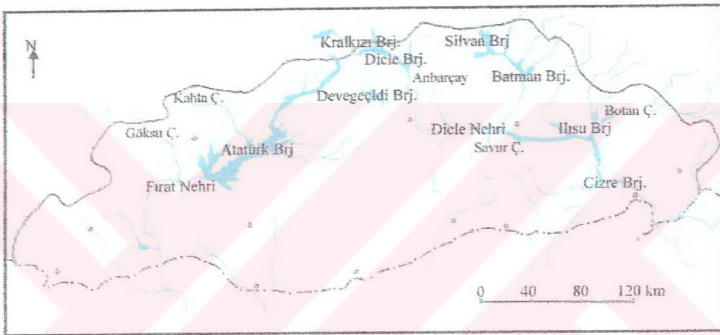 N
Kralkızı Brj.
Silvan Brj
Dicle Brj.
Anbarçay
Batman Brj.
Kahta Ç.
Devegeçidi Brj.
Botan Ç.
Göksu Ç.
Dicle Nehri
Ilısu Brj
Atatürk Brj
Savur Ç.
Fırat Nehri
Cizre Brj.
0 40 80 120 km